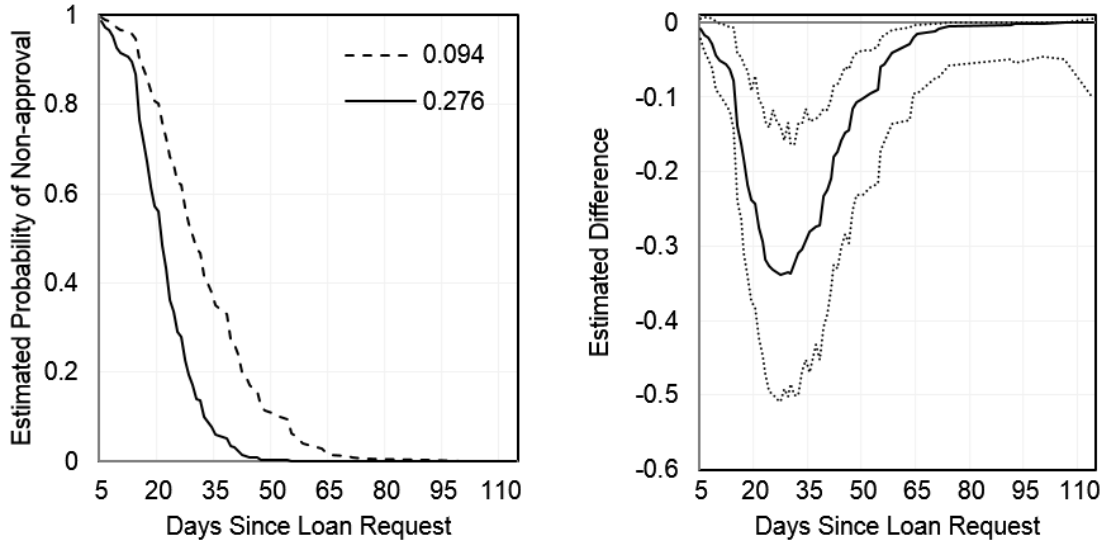 Estimated Probability of Non-approval
1
0.8
0.6
0.4
0.2
0
0.094
0.276
5 20 35 50 65 80 95 110
Days Since Loan Request
Estimated Difference
0
-0.1
-0.2
-0.3
-0.4
-0.5
-0.6
5 20 35 50 65 80 95 110
Days Since Loan Request